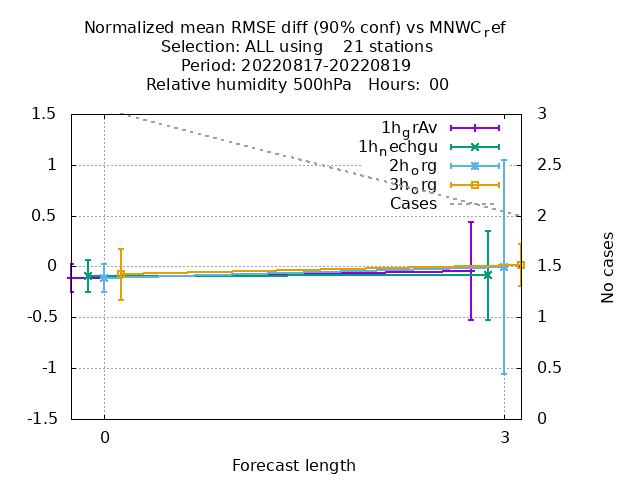 Normalized mean RMSE diff (90% conf) vs MNWC_ref
Selection: ALL using    21 stations
Period: 20220817-20220819
Relative humidity 500hPa   Hours:  00
1h_grAv
1h_nechgu
2h_org
3h_org
Cases
1.5
1
0.5
0
-0.5
-1
-1.5
3
2.5
2
1.5
1
0.5
0
No cases
0
3
Forecast length